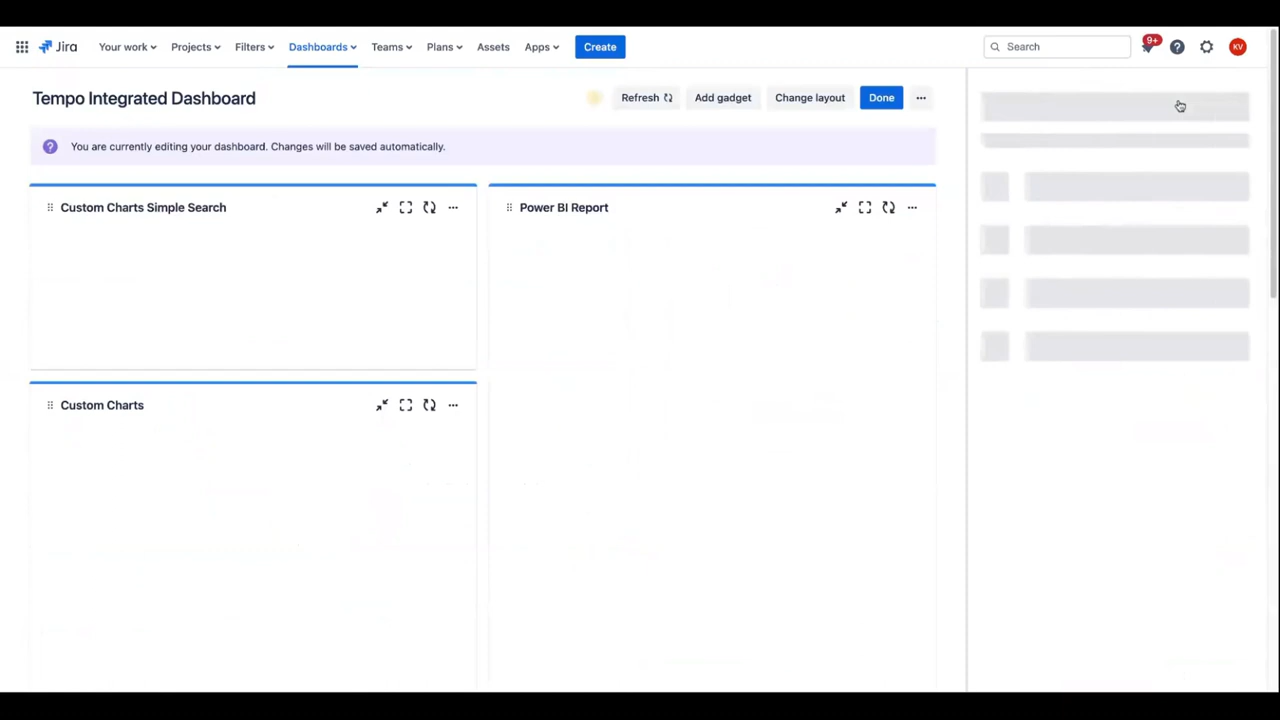 Jira Your work Projects Filters Dashboards Teams Plans Assets Apps Create Search 9+ ? KV
Tempo Integrated Dashboard Refresh Add gadget Change layout Done ...
? You are currently editing your dashboard. Changes will be saved automatically.
Custom Charts Simple Search ...
Power BI Report ...
Custom Charts ...